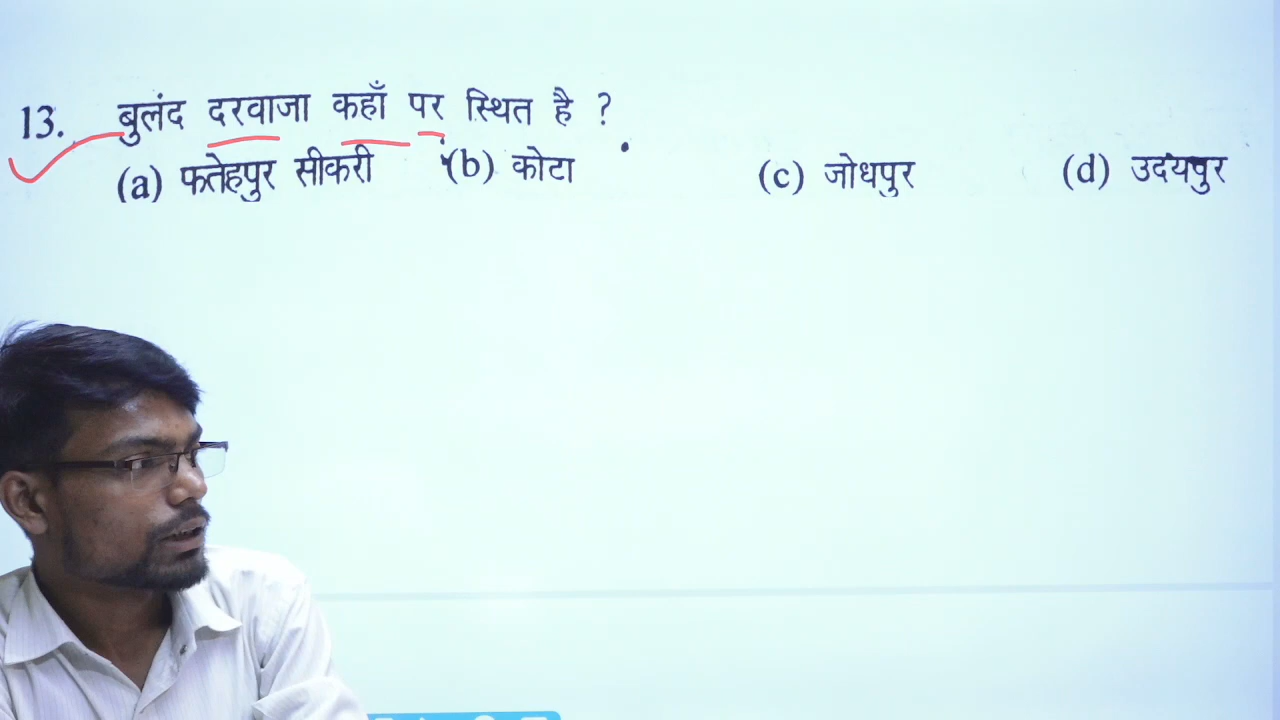 13. बुलंद दरवाजा कहाँ पर स्थित है ?
(a) फतेहपुर सीकरी (b) कोटा (c) जोधपुर (d) उदयपुर